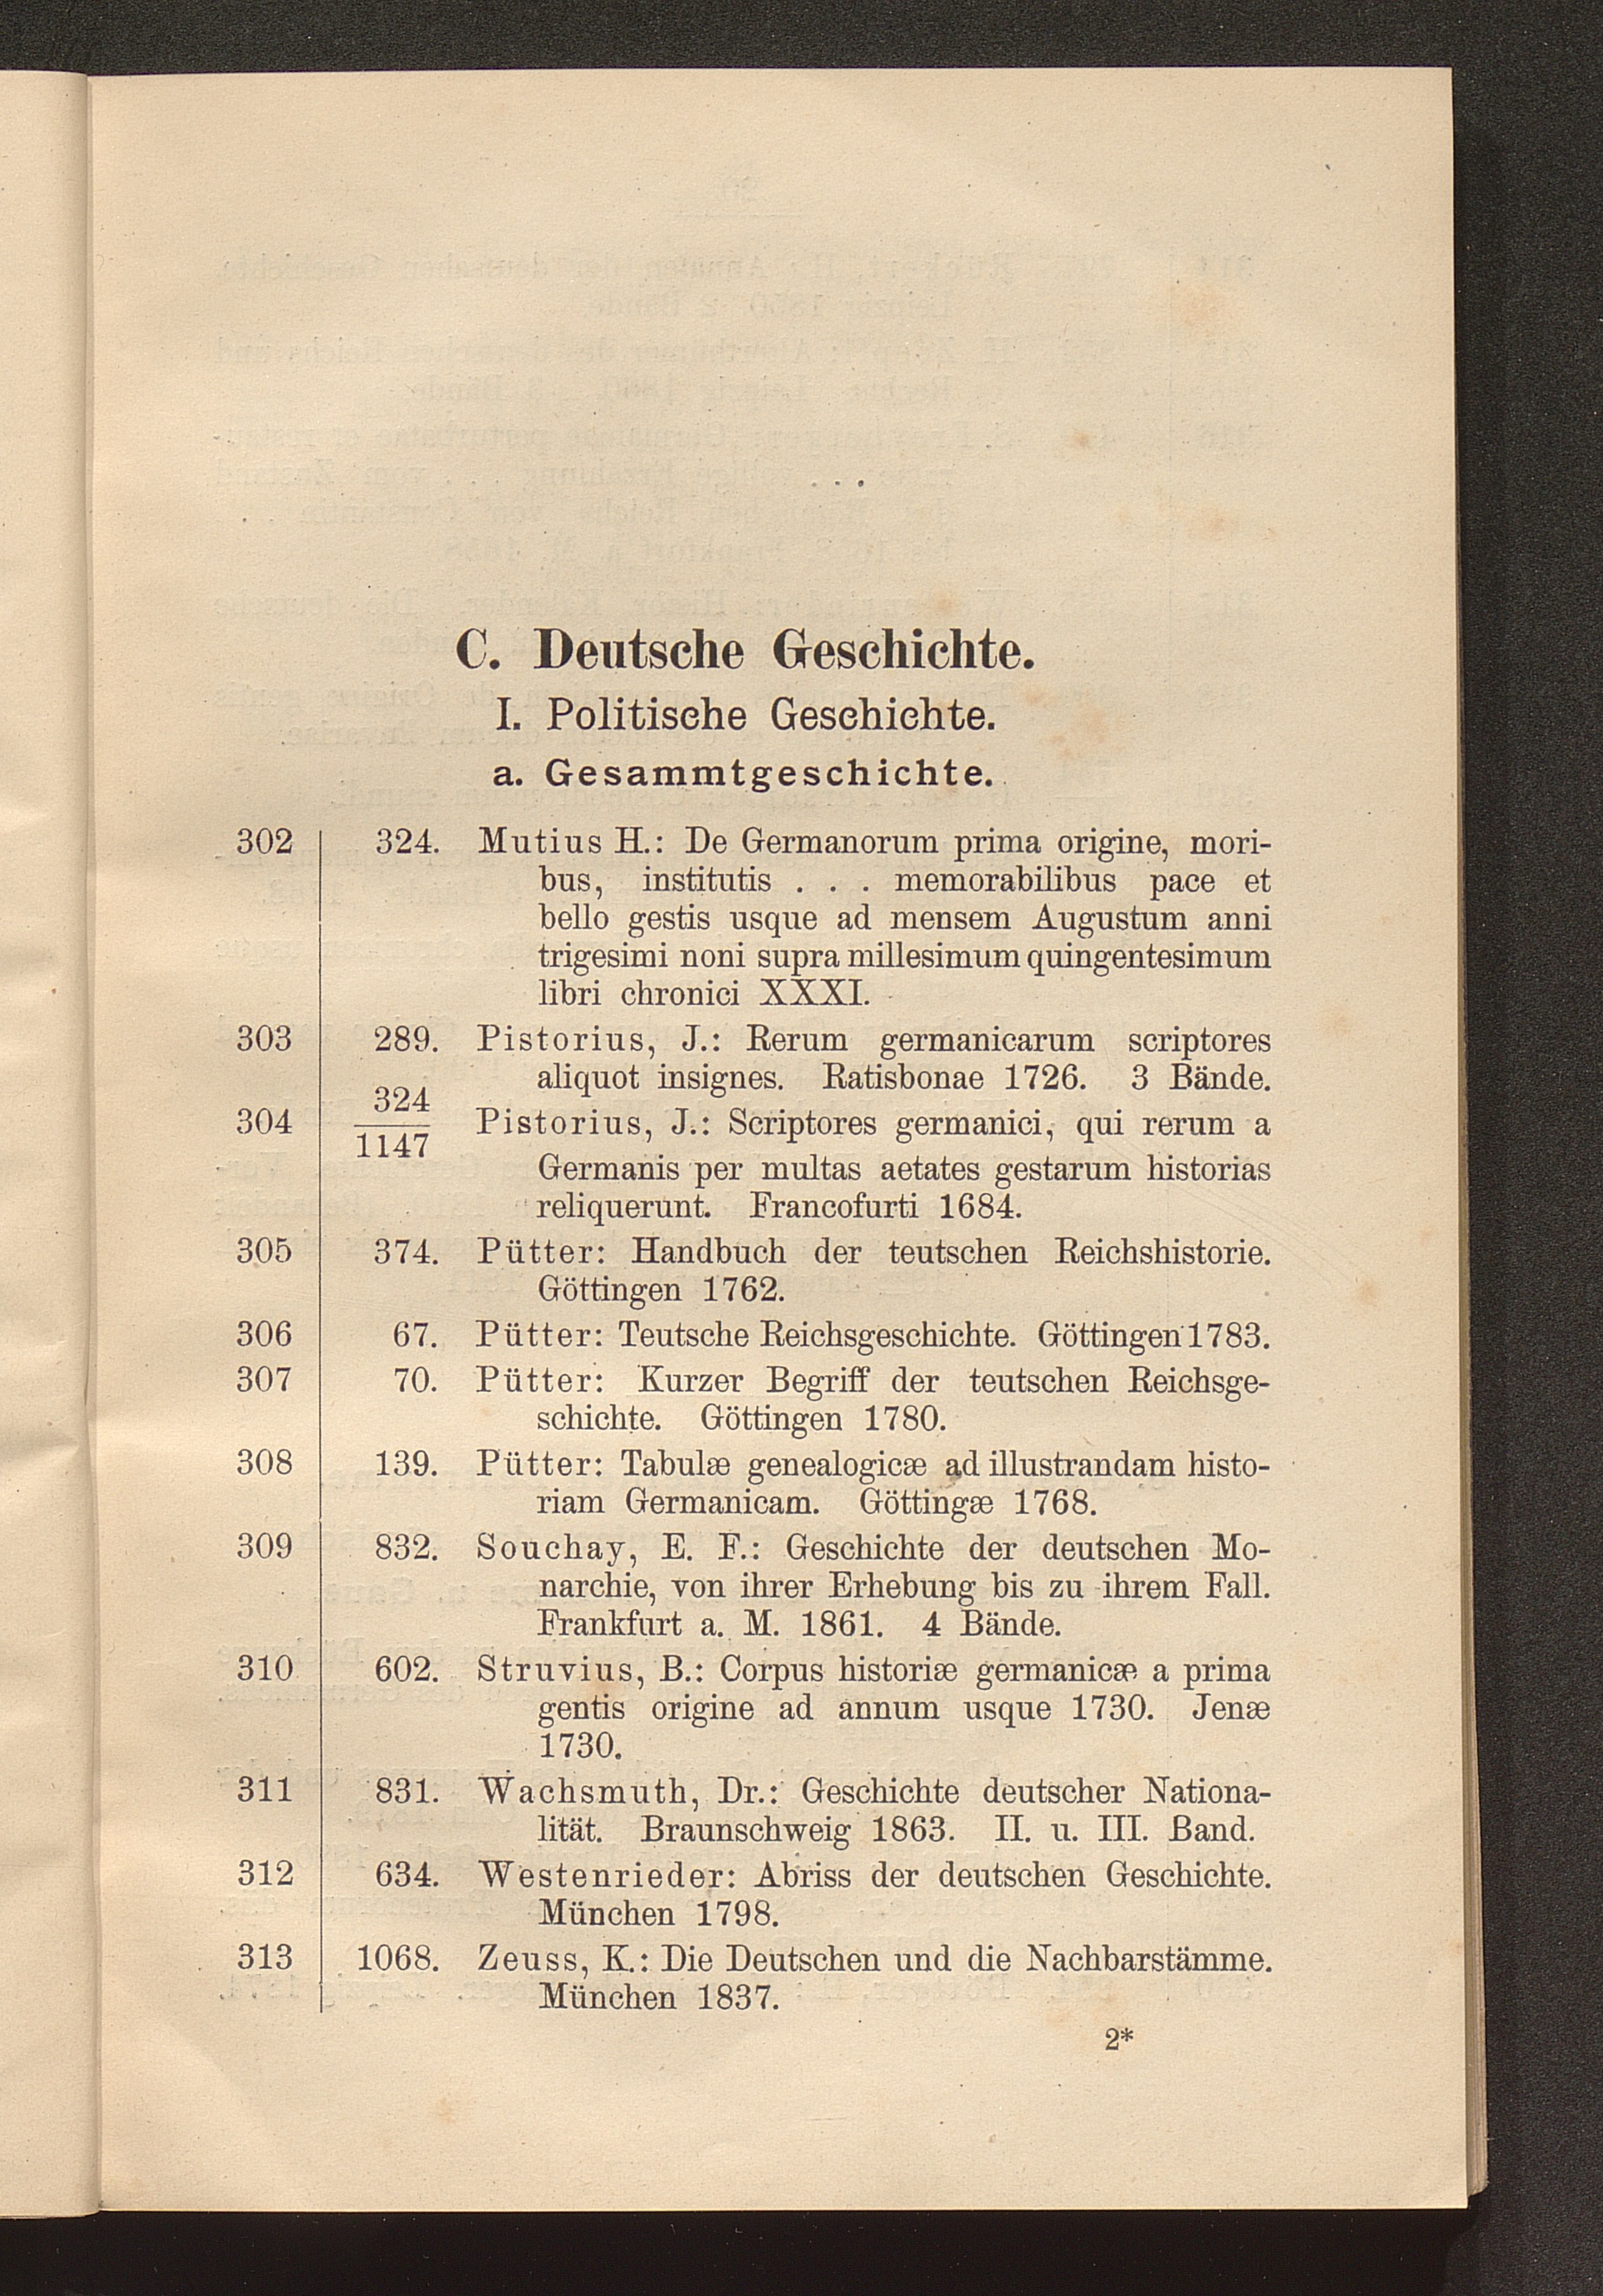 C. Deutsche Geschichte.
I. Politische Geschichte.
a. Gesammtgeschichte.
302 324. Mutius H.: De Germanorum prima origine, mori-
bus, institutis . . . memorabilibus pace et
bello gestis usque ad mensem Augustum anni
trigesimi noni supra millesimum quingentesimum
libri chronici XXXI.
303 289. Pistorius, J.: Rerum germanicarum scriptores
aliquot insignes. Ratisbonae 1726. 3 Bände.
304 324/1147 Pistorius, J.: Scriptores germanici, qui rerum a
Germanis per multas aetates gestarum historias
reliquerunt. Francofurti 1684.
305 374. Pütter: Handbuch der teutschen Reichshistorie.
Göttingen 1762.
306 67. Pütter: Teutsche Reichsgeschichte. Göttingen 1783.
307 70. Pütter: Kurzer Begriff der teutschen Reichsge-
schichte. Göttingen 1780.
308 139. Pütter: Tabulæ genealogicæ ad illustrandam histo-
riam Germanicam. Göttingæ 1768.
309 832. Souchay, E. F.: Geschichte der deutschen Mo-
narchie, von ihrer Erhebung bis zu ihrem Fall.
Frankfurt a. M. 1861. 4 Bände.
310 602. Struvius, B.: Corpus historiæ germanicæ a prima
gentis origine ad annum usque 1730. Jenæ
1730.
311 831. Wachsmuth, Dr.: Geschichte deutscher Nationa-
lität. Braunschweig 1863. II. u. III. Band.
312 634. Westenrieder: Abriss der deutschen Geschichte.
München 1798.
313 1068. Zeuss, K.: Die Deutschen und die Nachbarstämme.
München 1837.
2*